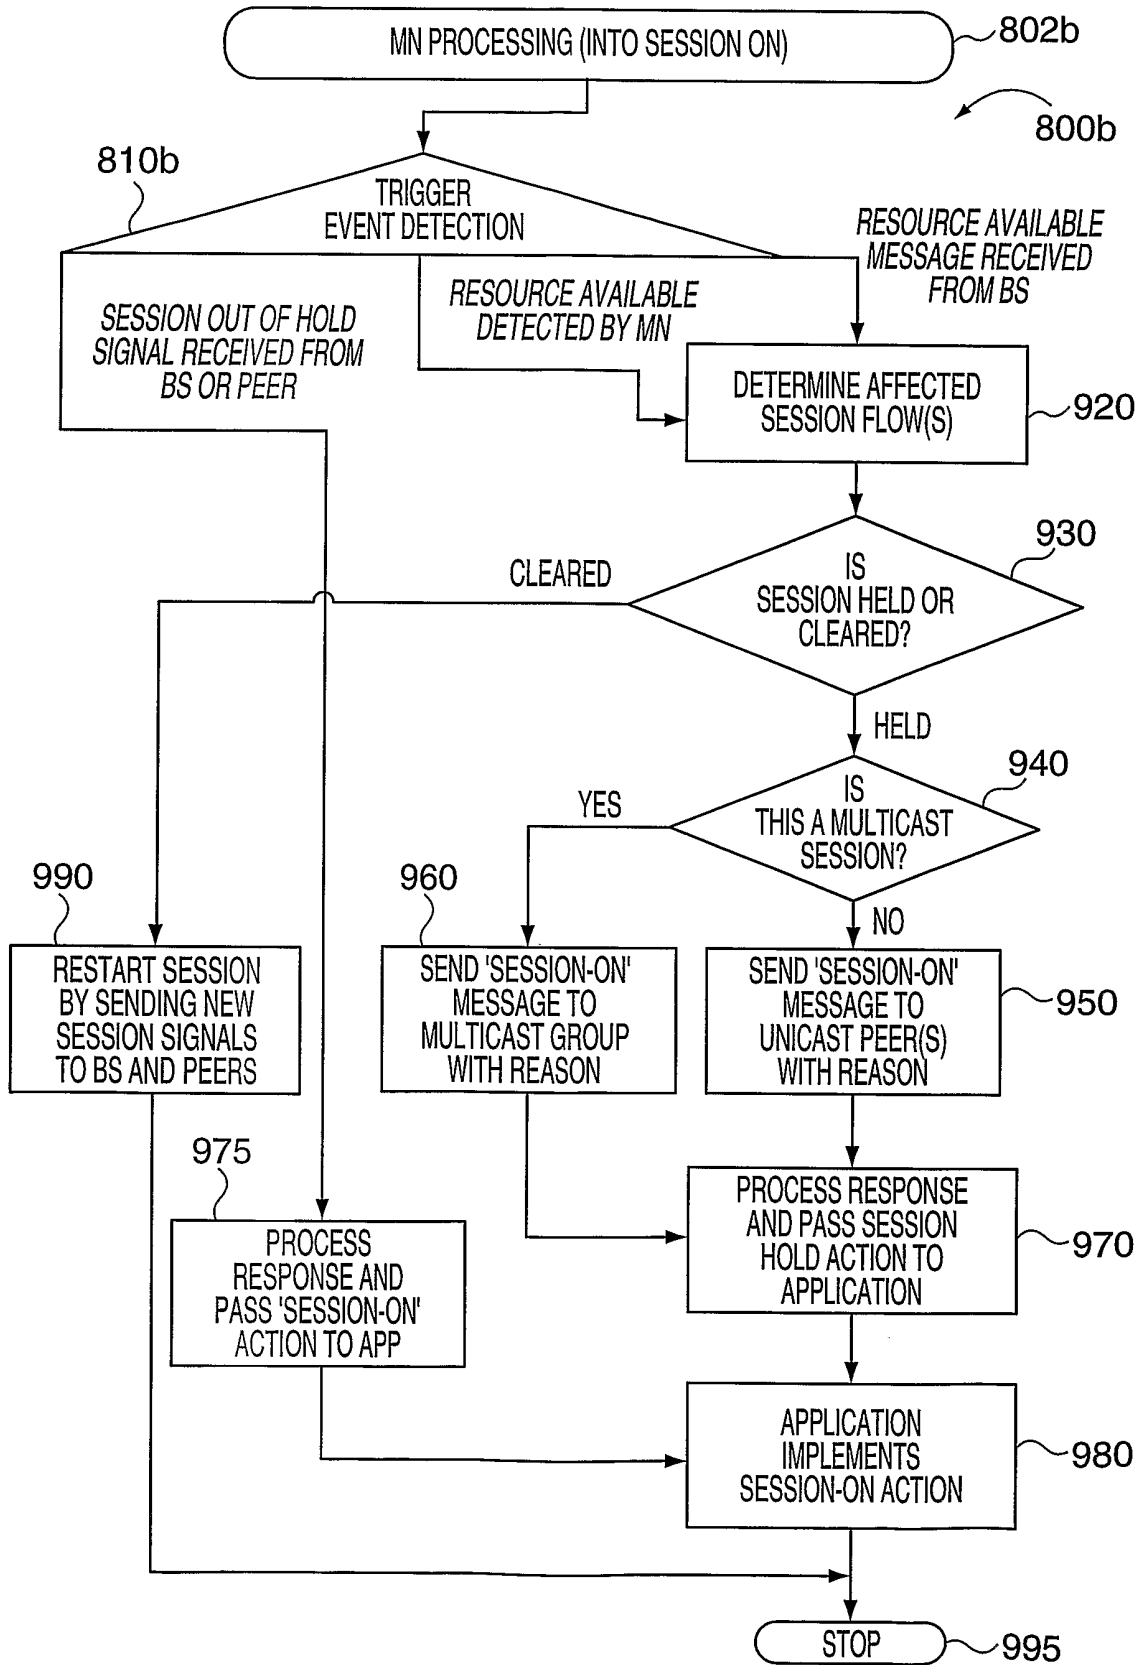 MN PROCESSING (INTO SESSION ON)
802b
800b
810b
TRIGGER
EVENT DETECTION
RESOURCE AVAILABLE
MESSAGE RECEIVED
FROM BS
RESOURCE AVAILABLE
DETECTED BY MN
SESSION OUT OF HOLD
SIGNAL RECEIVED FROM
BS OR PEER
DETERMINE AFFECTED
SESSION FLOW(S)
920
930
IS
SESSION HELD OR
CLEARED?
CLEARED
HELD
940
IS
THIS A MULTICAST
SESSION?
YES
NO
990
RESTART SESSION
BY SENDING NEW
SESSION SIGNALS
TO BS AND PEERS
960
SEND 'SESSION-ON'
MESSAGE TO
MULTICAST GROUP
WITH REASON
SEND 'SESSION-ON'
MESSAGE TO
UNICAST PEER(S)
WITH REASON
950
975
PROCESS
RESPONSE AND
PASS 'SESSION-ON'
ACTION TO APP
PROCESS RESPONSE
AND PASS SESSION
HOLD ACTION TO
APPLICATION
970
APPLICATION
IMPLEMENTS
SESSION-ON ACTION
980
STOP
995